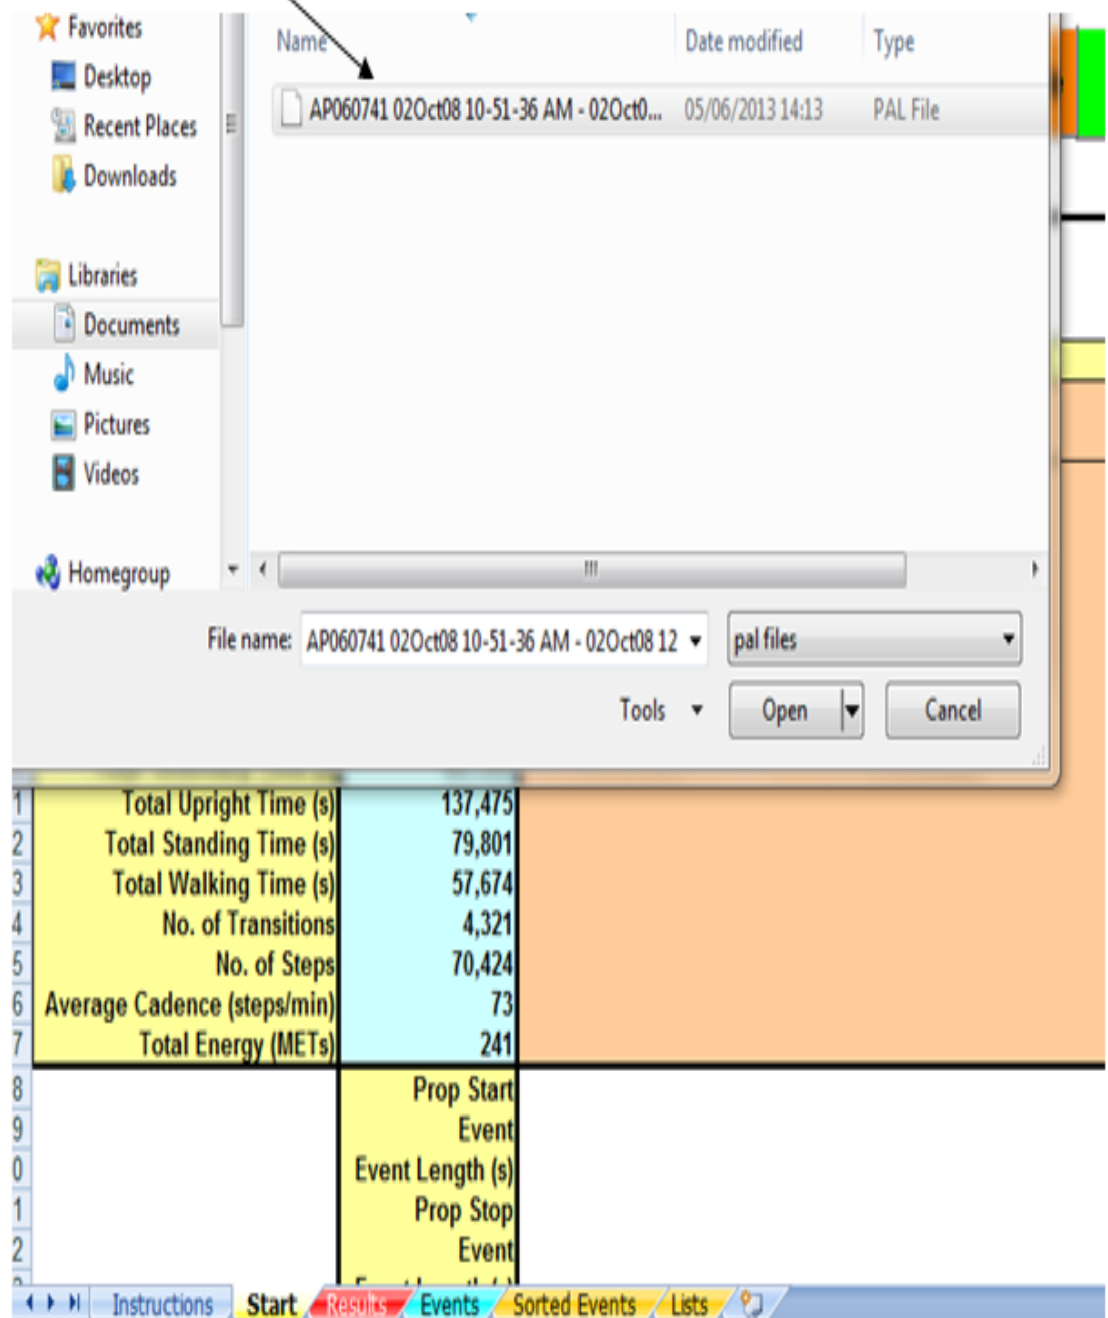 Favorites
Desktop
Recent Places
Downloads
Libraries
Documents
Music
Pictures
Videos
Homegroup
Name Date modified Type
AP060741 02Oct08 10-51-36 AM - 02Oct0... 05/06/2013 14:13 PAL File
File name: AP060741 02Oct08 10-51-36 AM - 02Oct08 12 pal files
Tools Open Cancel
1 Total Upright Time (s) 137,475
2 Total Standing Time (s) 79,801
3 Total Walking Time (s) 57,674
4 No. of Transitions 4,321
5 No. of Steps 70,424
6 Average Cadence (steps/min) 73
7 Total Energy (METs) 241
8 Prop Start
9 Event
0 Event Length (s)
1 Prop Stop
2 Event
Instructions Start Results Events Sorted Events Lists